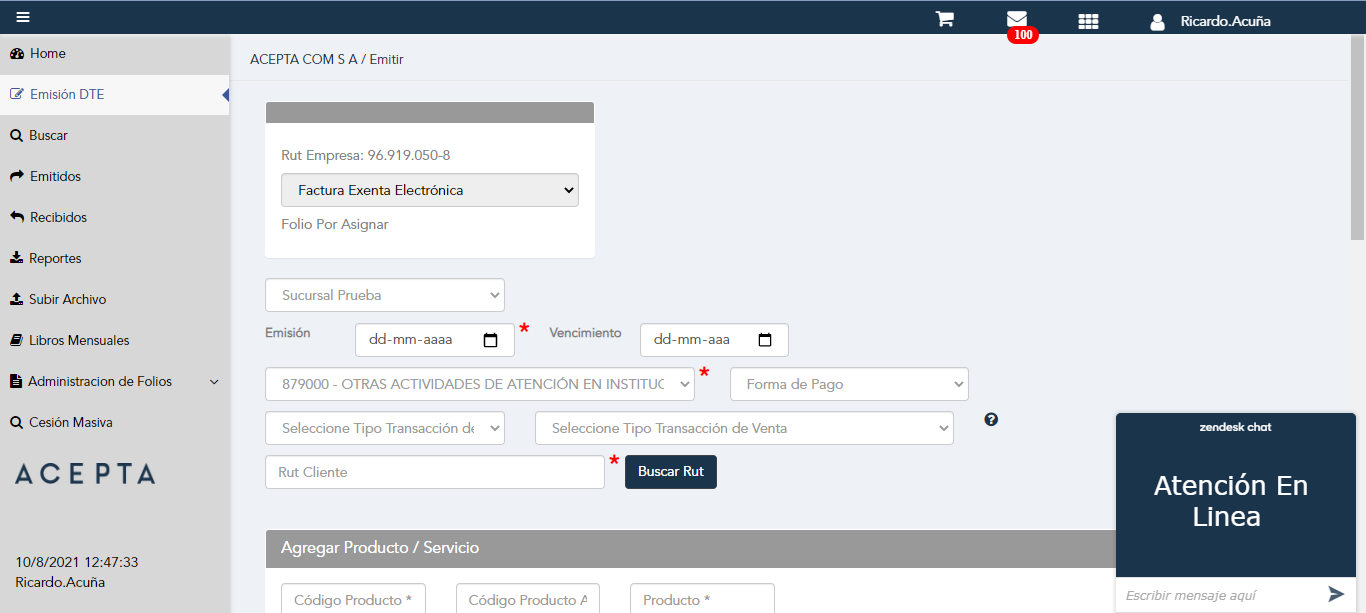 100
Ricardo.Acuña
Home
Emisión DTE
Buscar
Emitidos
Recibidos
Reportes
Subir Archivo
Libros Mensuales
Administracion de Folios
Cesión Masiva
ACEPTA
10/8/2021 12:47:33
Ricardo.Acuña
ACEPTA COM S A / Emitir
Rut Empresa: 96.919.050-8
Factura Exenta Electrónica
Folio Por Asignar
Sucursal Prueba
Emisión dd-mm-aaaa * Vencimiento dd-mm-aaa
879000 - OTRAS ACTIVIDADES DE ATENCIÓN EN INSTITUC * Forma de Pago
Seleccione Tipo Transacción de Seleccione Tipo Transacción de Venta ?
Rut Cliente * Buscar Rut
Agregar Producto / Servicio
Código Producto * Código Producto A Producto *
zendesk chat
Atención En
Linea
Escribir mensaje aquí